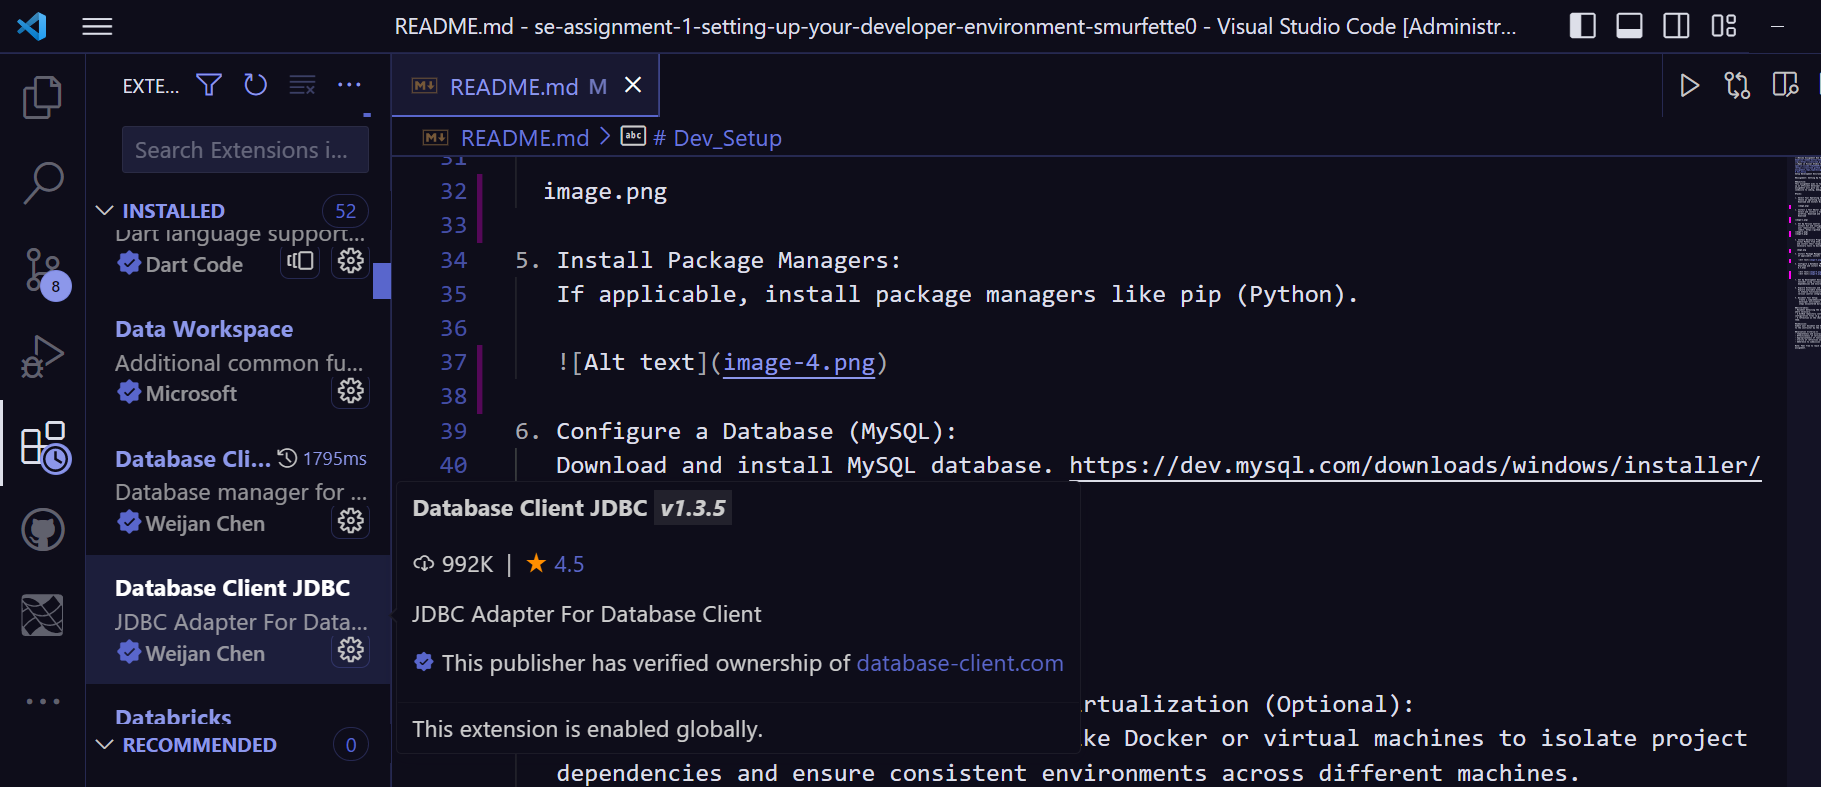 README.md - se-assignment-1-setting-up-your-developer-environment-smurfette0 - Visual Studio Code [Administr...
EXTE...
README.md M
Search Extensions i...
README.md > abc # Dev_Setup
INSTALLED 52
Dart language support...
Dart Code
8
Data Workspace
Additional common fu...
Microsoft
Database Cli... 1795ms
Database manager for ...
Weijan Chen
Database Client JDBC
JDBC Adapter For Data...
Weijan Chen
Databricks
RECOMMENDED 0
31
32 image.png
33
34 5. Install Package Managers:
35 If applicable, install package managers like pip (Python).
36
37 ![Alt text](image-4.png)
38
39 6. Configure a Database (MySQL):
40 Download and install MySQL database. https://dev.mysql.com/downloads/windows/installer/
Database Client JDBC v1.3.5
992K | 4.5
JDBC Adapter For Database Client
This publisher has verified ownership of database-client.com
This extension is enabled globally.
rtualization (Optional):
ke Docker or virtual machines to isolate project
dependencies and ensure consistent environments across different machines.